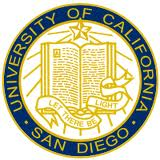 UNIVERSITY OF CALIFORNIA
LET THERE BE
LIGHT
• SAN DIEGO •